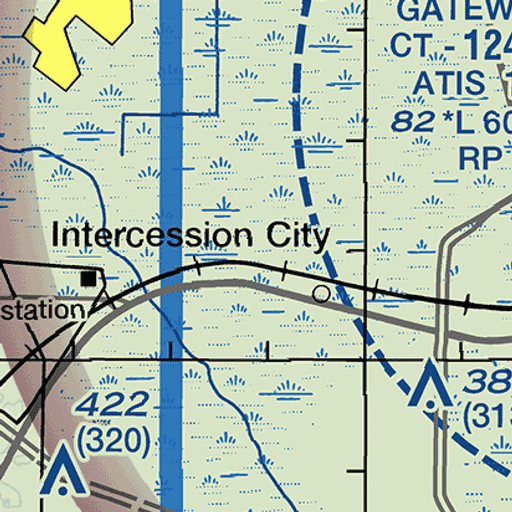 GATEW
CT - 124
ATIS 1
82 *L 60
RP
Intercession City
station
422
(320)
38
(313